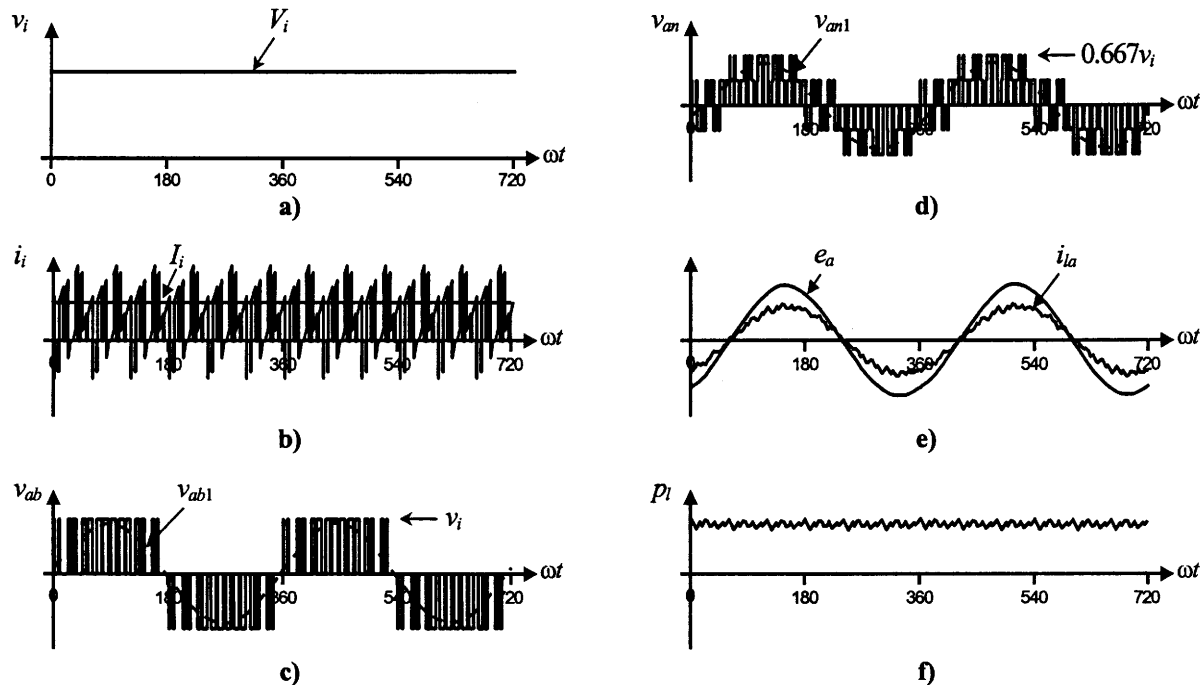 v_i
V_i
ωt
0 180 360 540 720
a)
i_i
I_i
ωt
0 180 360 540 720
b)
v_ab
v_ab1
v_i
ωt
0 180 360 540 720
c)
v_an
v_an1
0.667v_i
ωt
0 180 360 540 720
d)
e_a
i_la
ωt
0 180 360 540 720
e)
p_l
ωt
0 180 360 540 720
f)